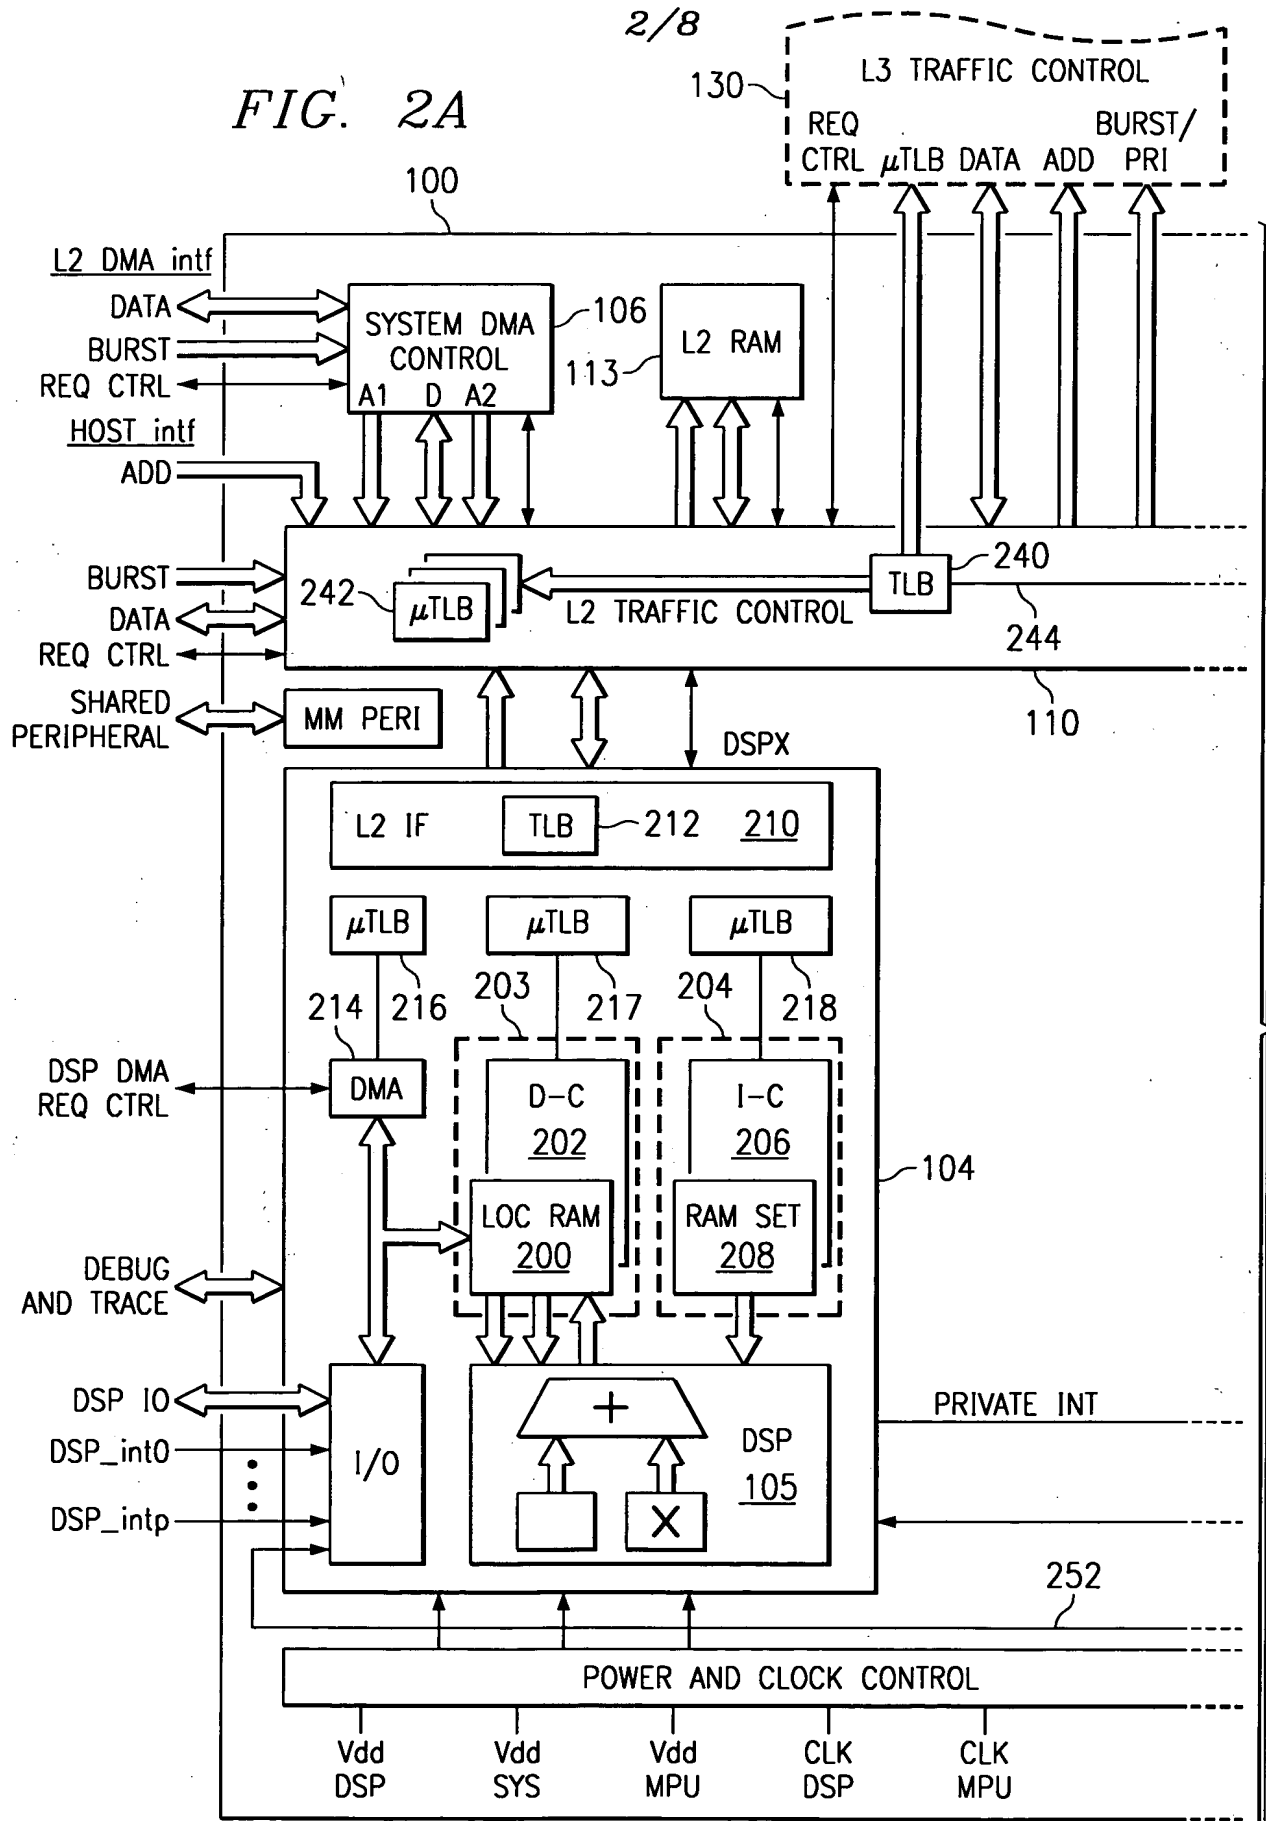 2/8
FIG. 2A
130
L3 TRAFFIC CONTROL
REQ CTRL
μTLB
DATA
ADD
BURST/ PRI
100
L2 DMA intf
DATA
BURST
REQ CTRL
SYSTEM DMA
CONTROL
A1 D A2
106
L2 RAM
113
HOST intf
ADD
BURST
DATA
REQ CTRL
242
μTLB
L2 TRAFFIC CONTROL
TLB
240
244
110
SHARED
PERIPHERAL
MM PERI
DSPX
L2 IF
TLB
212
210
μTLB
μTLB
μTLB
216
217
218
214
203
204
DSP DMA
REQ CTRL
DMA
D-C
202
I-C
206
104
LOC RAM
200
RAM SET
208
DEBUG
AND TRACE
DSP IO
DSP_int0
DSP_intp
I/O
+
X
DSP
105
PRIVATE INT
252
POWER AND CLOCK CONTROL
Vdd DSP
Vdd SYS
Vdd MPU
CLK DSP
CLK MPU